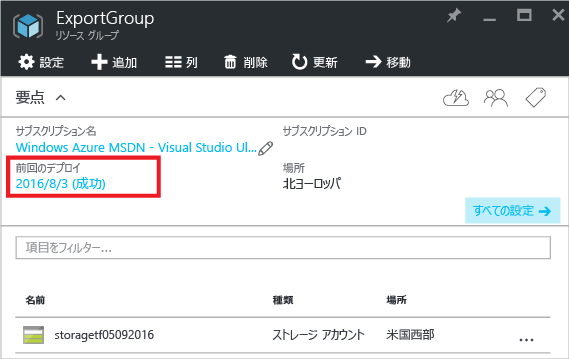 ExportGroup
リソース グループ
設定 追加 列 削除 更新 移動
要点
サブスクリプション名 サブスクリプション ID
Windows Azure MSDN - Visual Studio Ul...
前回のデプロイ 場所
2016/8/3 (成功) 北ヨーロッパ
すべての設定 →
項目をフィルター...
名前 種類 場所
storagetf05092016 ストレージ アカウント 米国西部 ...